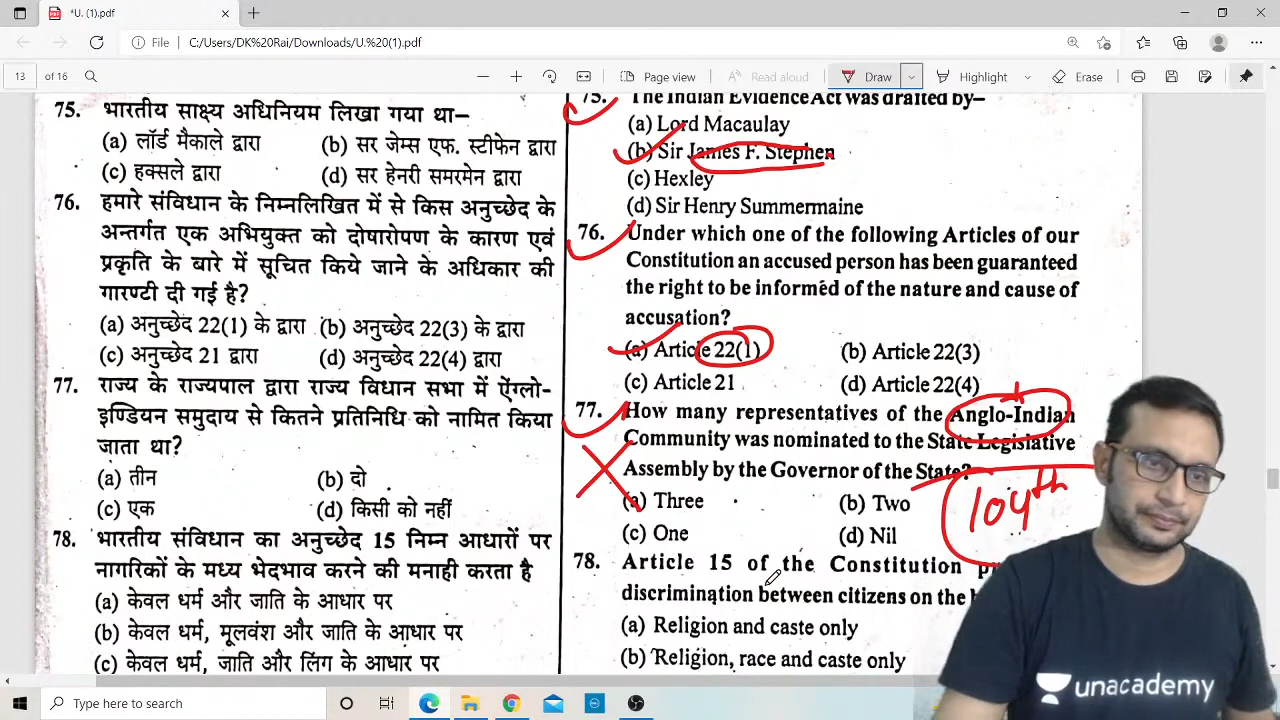 *U. (1).pdf
File
C:/Users/DK%20Rai/Downloads/U.%20(1).pdf
13 of 16
Page view
Read aloud
Draw
Highlight
Erase
75. भारतीय साक्ष्य अधिनियम लिखा गया था–
(a) लॉर्ड मैकाले द्वारा (b) सर जेम्स एफ. स्टीफेन द्वारा
(c) हक्सले द्वारा (d) सर हेनरी समरमेन द्वारा
76. हमारे संविधान के निम्नलिखित में से किस अनुच्छेद के
अन्तर्गत एक अभियुक्त को दोषारोपण के कारण एवं
प्रकृति के बारे में सूचित किये जाने के अधिकार की
गारण्टी दी गई है?
(a) अनुच्छेद 22(1) के द्वारा (b) अनुच्छेद 22(3) के द्वारा
(c) अनुच्छेद 21 द्वारा (d) अनुच्छेद 22(4) द्वारा
77. राज्य के राज्यपाल द्वारा राज्य विधान सभा में ऐंग्लो-
इण्डियन समुदाय से कितने प्रतिनिधि को नामित किया
जाता था?
(a) तीन (b) दो
(c) एक (d) किसी को नहीं
78. भारतीय संविधान का अनुच्छेद 15 निम्न आधारों पर
नागरिकों के मध्य भेदभाव करने की मनाही करता है
(a) केवल धर्म और जाति के आधार पर
(b) केवल धर्म, मूलवंश और जाति के आधार पर
(c) केवल धर्म, जाति और लिंग के आधार पर
75. The Indian Evidence Act was drafted by–
(a) Lord Macaulay
(b) Sir James F. Stephen
(c) Hexley
(d) Sir Henry Summermaine
76. Under which one of the following Articles of our
Constitution an accused person has been guaranteed
the right to be informed of the nature and cause of
accusation?
(a) Article 22(1) (b) Article 22(3)
(c) Article 21 (d) Article 22(4)
77. How many representatives of the Anglo-Indian
Community was nominated to the State Legislative
Assembly by the Governor of the State?
(a) Three (b) Two
(c) One (d) Nil
104th
78. Article 15 of the Constitution
discrimination between citizens on the
(a) Religion and caste only
(b) Religion, race and caste only
unacademy
Type here to search